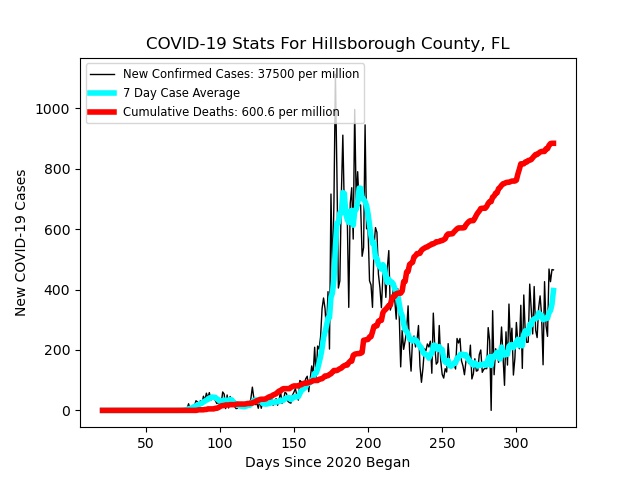 COVID-19 Stats For Hillsborough County, FL
New Confirmed Cases: 37500 per million
7 Day Case Average
Cumulative Deaths: 600.6 per million
New COVID-19 Cases
1000
800
600
400
200
0
50 100 150 200 250 300
Days Since 2020 Began